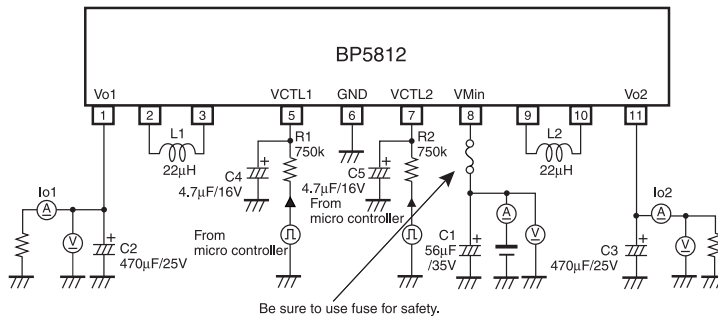 BP5812
Vo1
VCTL1
GND
VCTL2
VMin
Vo2
1
2
3
5
6
7
8
9
10
11
L1
22μH
R1
750k
C4
4.7μF/16V
R2
750k
C5
4.7μF/16V
L2
22μH
Io1
A
V
C2
470μF/25V
From
micro controller
From
micro controller
C1
56μF
/35V
A
V
C3
470μF/25V
Io2
A
V
Be sure to use fuse for safety.